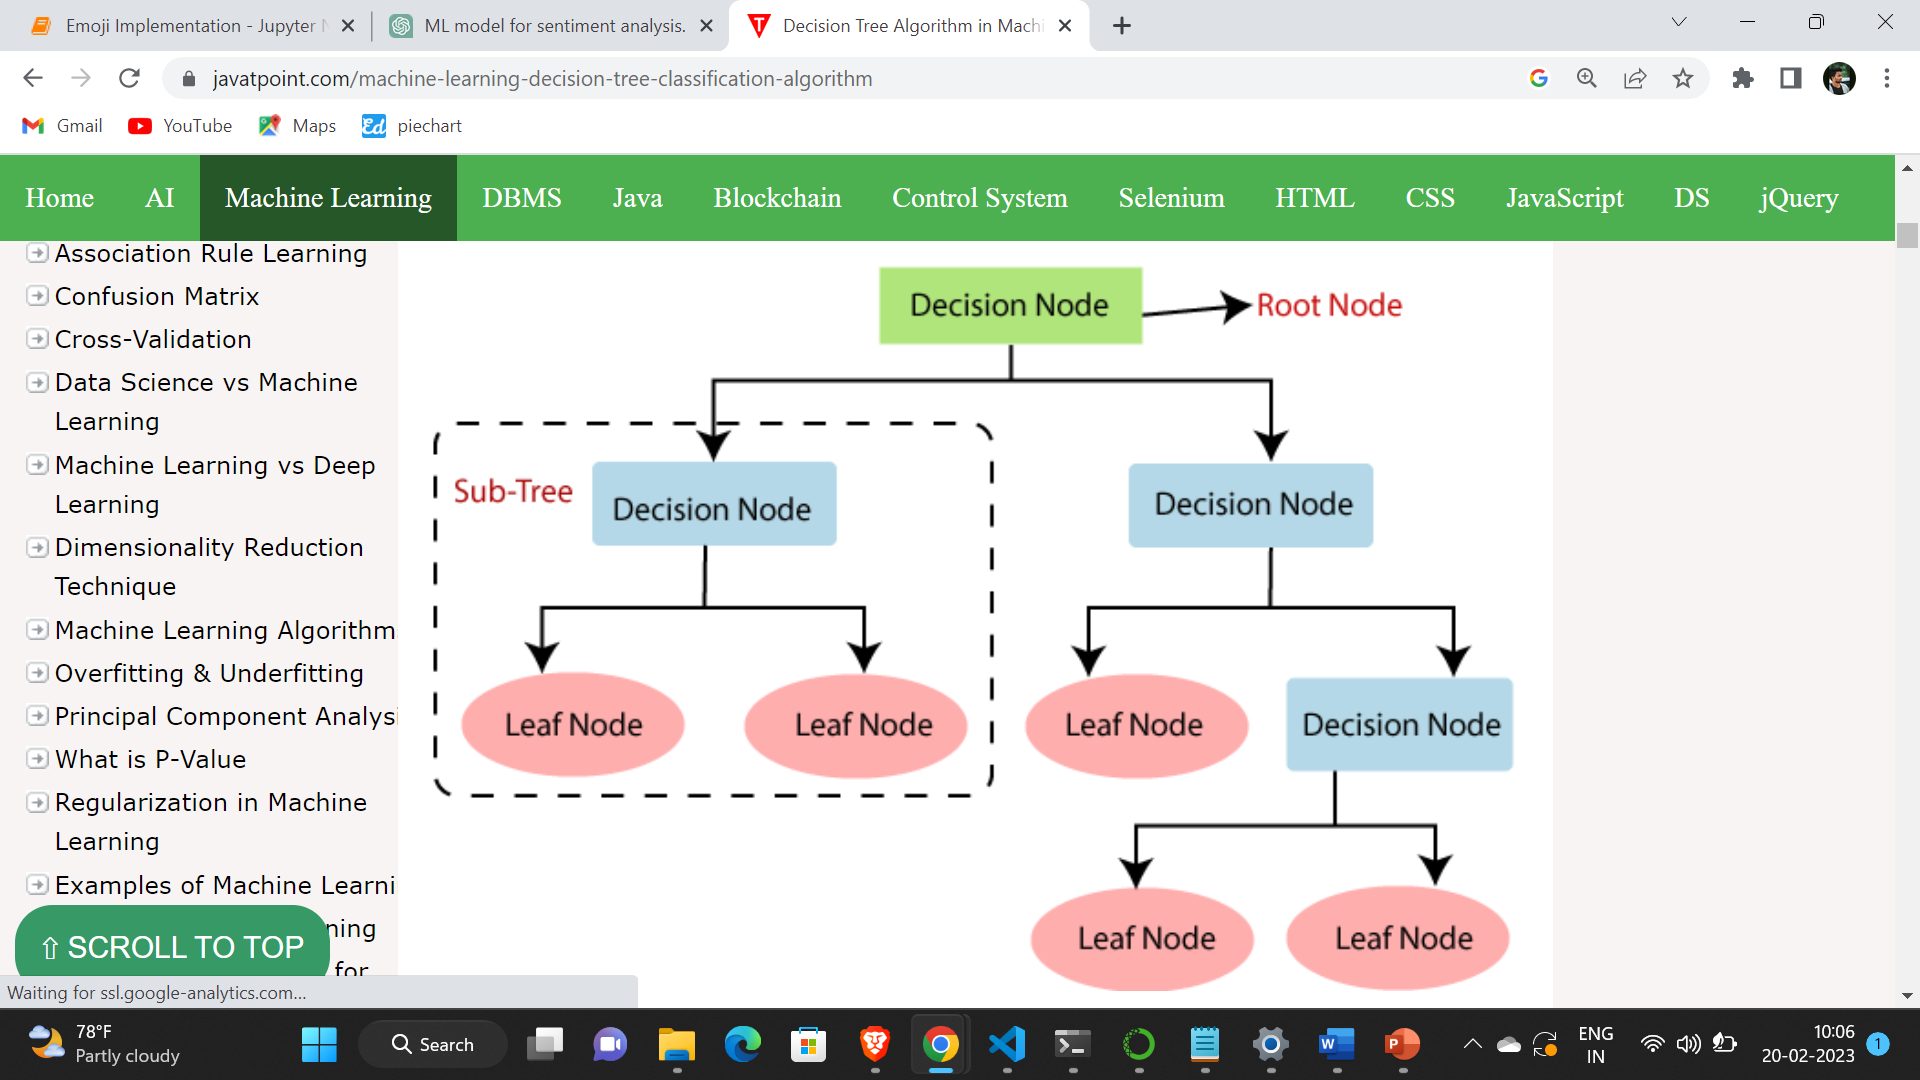 Emoji Implementation - Jupyter N
ML model for sentiment analysis.
Decision Tree Algorithm in Machi
javatpoint.com/machine-learning-decision-tree-classification-algorithm
Gmail
YouTube
Maps
Ed
piechart
Home
AI
Machine Learning
DBMS
Java
Blockchain
Control System
Selenium
HTML
CSS
JavaScript
DS
jQuery
Association Rule Learning
Confusion Matrix
Cross-Validation
Data Science vs Machine
Learning
Machine Learning vs Deep
Learning
Dimensionality Reduction
Technique
Machine Learning Algorithm
Overfitting & Underfitting
Principal Component Analysi
What is P-Value
Regularization in Machine
Learning
Examples of Machine Learni
ning
for
⇧ SCROLL TO TOP
Waiting for ssl.google-analytics.com...
Decision Node
Root Node
Sub-Tree
Decision Node
Decision Node
Leaf Node
Leaf Node
Leaf Node
Decision Node
Leaf Node
Leaf Node
78°F
Partly cloudy
Search
ENG
IN
10:06
20-02-2023
1